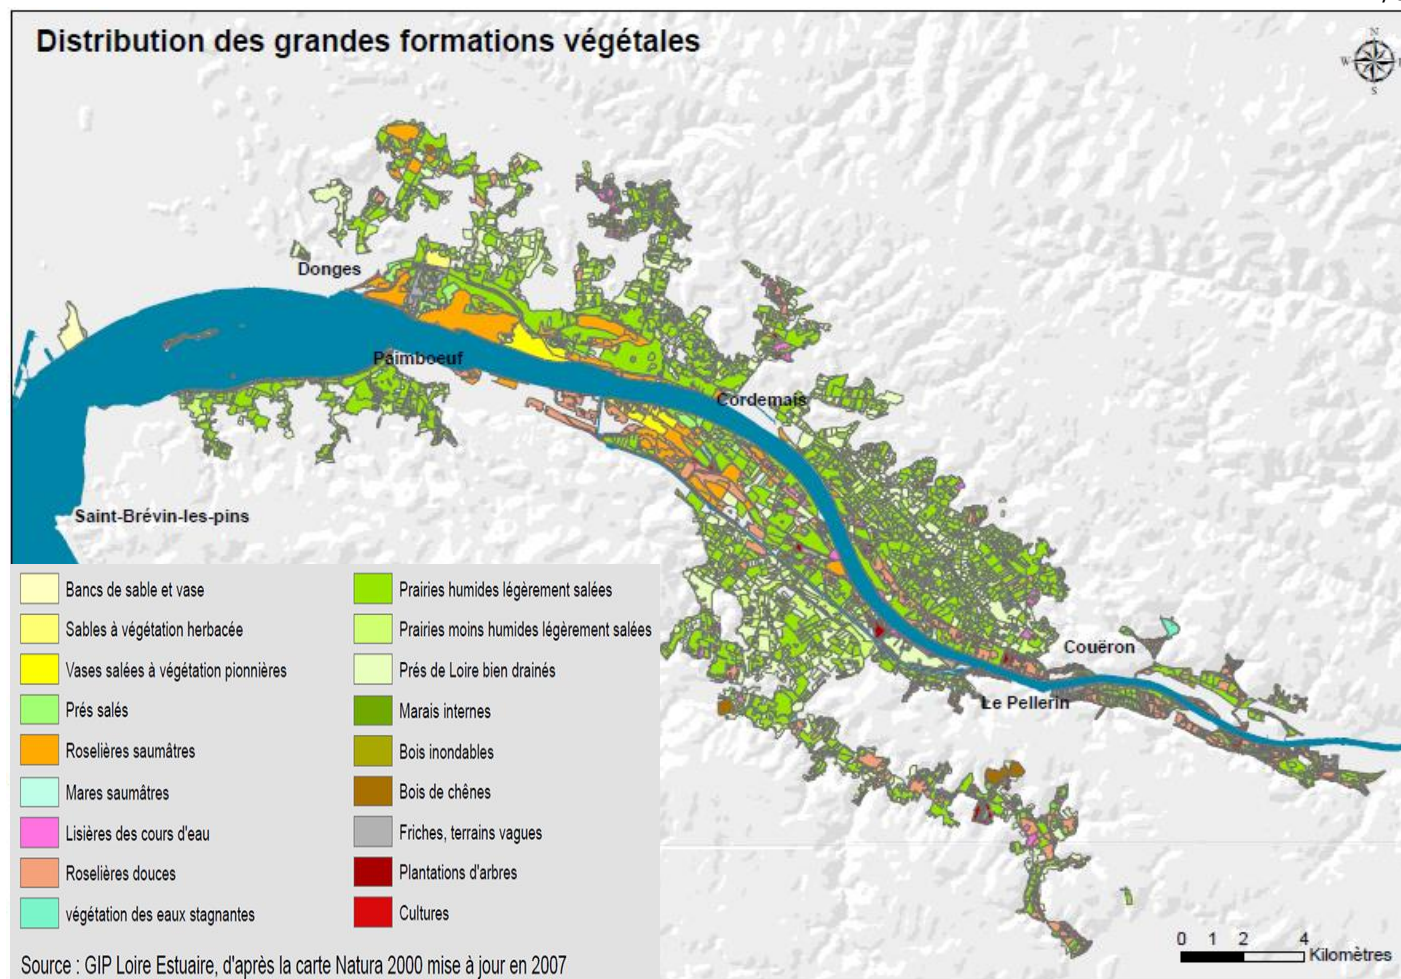 Distribution des grandes formations végétales
N
W
S
Donges
Paimboeuf
Cordemais
Saint-Brévin-les-pins
Couëron
Le Pellerin
Bancs de sable et vase
Sables à végétation herbacée
Vases salées à végétation pionnières
Prés salés
Roselières saumâtres
Mares saumâtres
Lisières des cours d'eau
Roselières douces
végétation des eaux stagnantes
Prairies humides légèrement salées
Prairies moins humides légèrement salées
Prés de Loire bien drainés
Marais internes
Bois inondables
Bois de chênes
Friches, terrains vagues
Plantations d'arbres
Cultures
Source : GIP Loire Estuaire, d'après la carte Natura 2000 mise à jour en 2007
0 1 2 4
Kilomètres